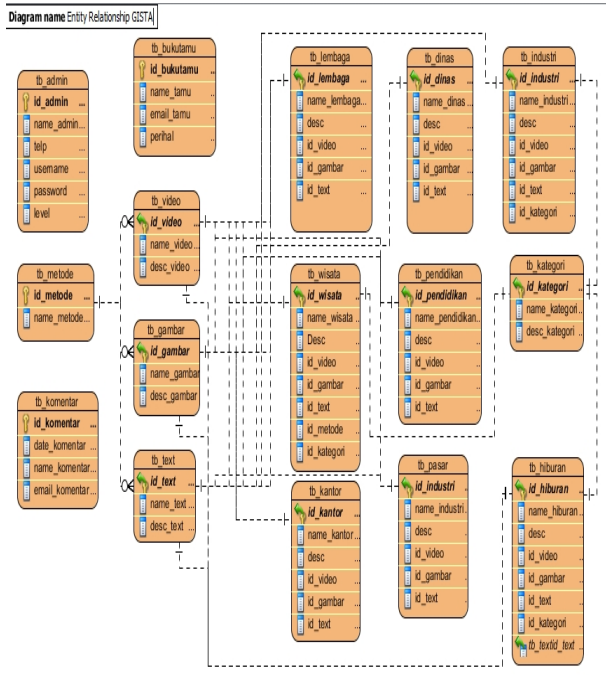 Diagram name Entity Relationship GISTA
tb_admin
id_admin ...
name_admin...
telp ...
username ...
password ...
level ...
tb_bukutamu
id_bukutamu ...
name_tamu ..
email_tamu ..
perihal ..
tb_lembaga
id_lembaga ...
name_lembaga...
desc ...
id_video ...
id_gambar ...
id_text ...
tb_dinas
id_dinas ...
name_dinas ...
desc ...
id_video ...
id_gambar ...
id_text ...
tb_industri
id_industri ...
name_industri...
desc ...
id_video ...
id_gambar ...
id_text ...
id_kategori ...
tb_metode
id_metode ...
name_metode...
tb_video
id_video ...
name_video...
desc_video ...
tb_gambar
id_gambar ...
name_gambar
desc_gambar
tb_text
id_text ...
name_text ...
desc_text ...
tb_komentar
id_komentar ...
date_komentar ...
name_komentar...
email_komentar...
tb_wisata
id_wisata ..
name_wisata ..
Desc ..
id_video ..
id_gambar ..
id_text ..
id_metode ..
id_kategori ..
tb_pendidikan
id_pendidikan ..
name_pendidikan..
desc ..
id_video ..
id_gambar ..
id_text ..
tb_kategori
id_kategori ..
name_kategori..
desc_kategori ..
tb_kantor
id_kantor ..
name_kantor..
desc ..
id_video ..
id_gambar ..
id_text ..
tb_pasar
id_industri ..
name_industri..
desc ..
id_video ..
id_gambar ..
id_text ..
tb_hiburan
id_hiburan ..
name_hiburan..
desc ..
id_video ..
id_gambar ..
id_text ..
id_kategori ..
tb_textid_text ..